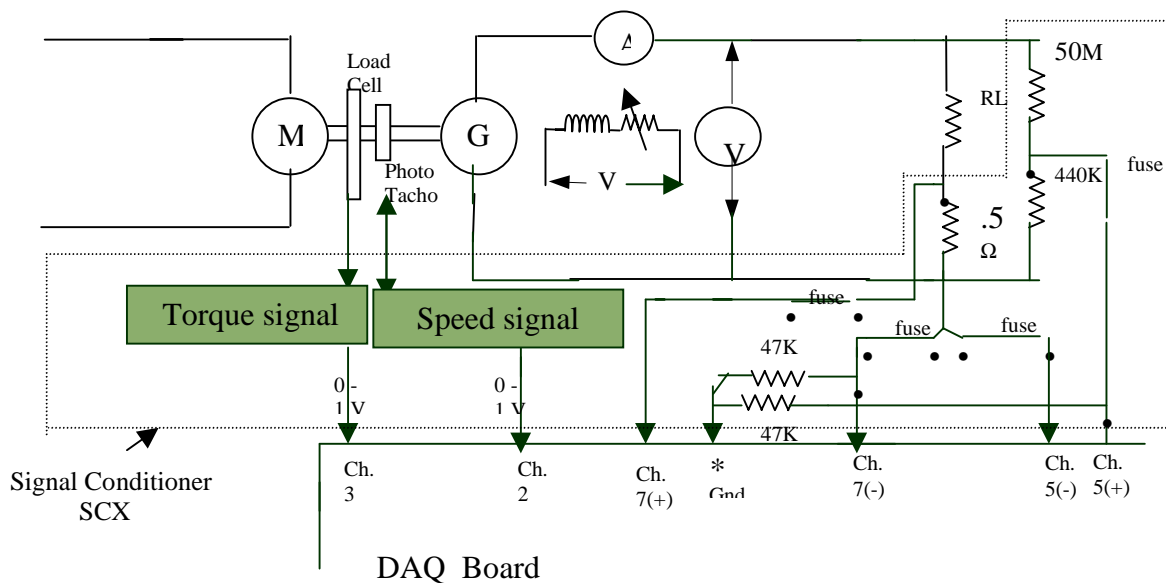 50M
Load
Cell
RL
M
G
V
fuse
Photo
Tacho
V
440K
.5
Ω
Torque signal
Speed signal
fuse
fuse
fuse
47K
0 -
1 V
0 -
1 V
47K
Signal Conditioner
SCX
Ch.
3
Ch.
2
Ch.
7(+)
*
Gnd
Ch.
7(-)
Ch.
5(-)
Ch.
5(+)
DAQ Board